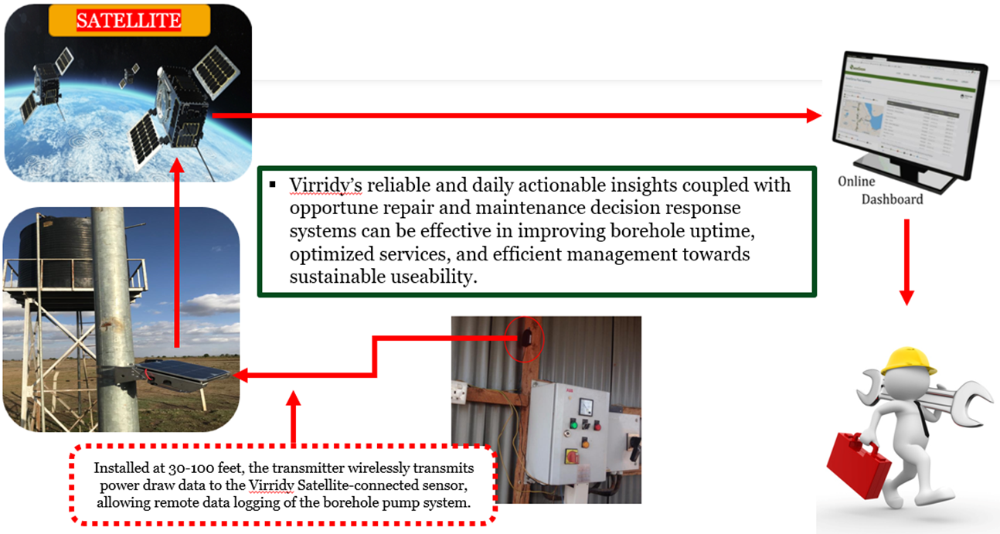 SATELLITE
▪ Virridy’s reliable and daily actionable insights coupled with
opportune repair and maintenance decision response
systems can be effective in improving borehole uptime,
optimized services, and efficient management towards
sustainable useability.
Online
Dashboard
ABB
Installed at 30-100 feet, the transmitter wirelessly transmits
power draw data to the Virridy Satellite-connected sensor,
allowing remote data logging of the borehole pump system.